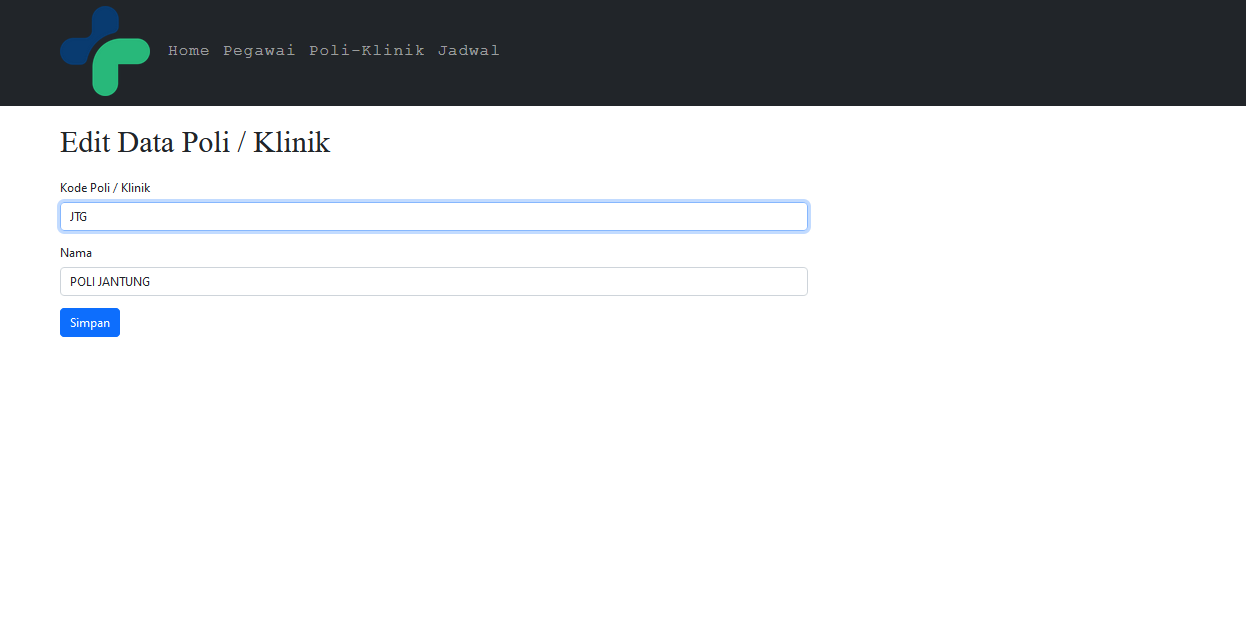 Home Pegawai Poli-Klinik Jadwal
Edit Data Poli / Klinik
Kode Poli / Klinik
JTG
Nama
POLI JANTUNG
Simpan